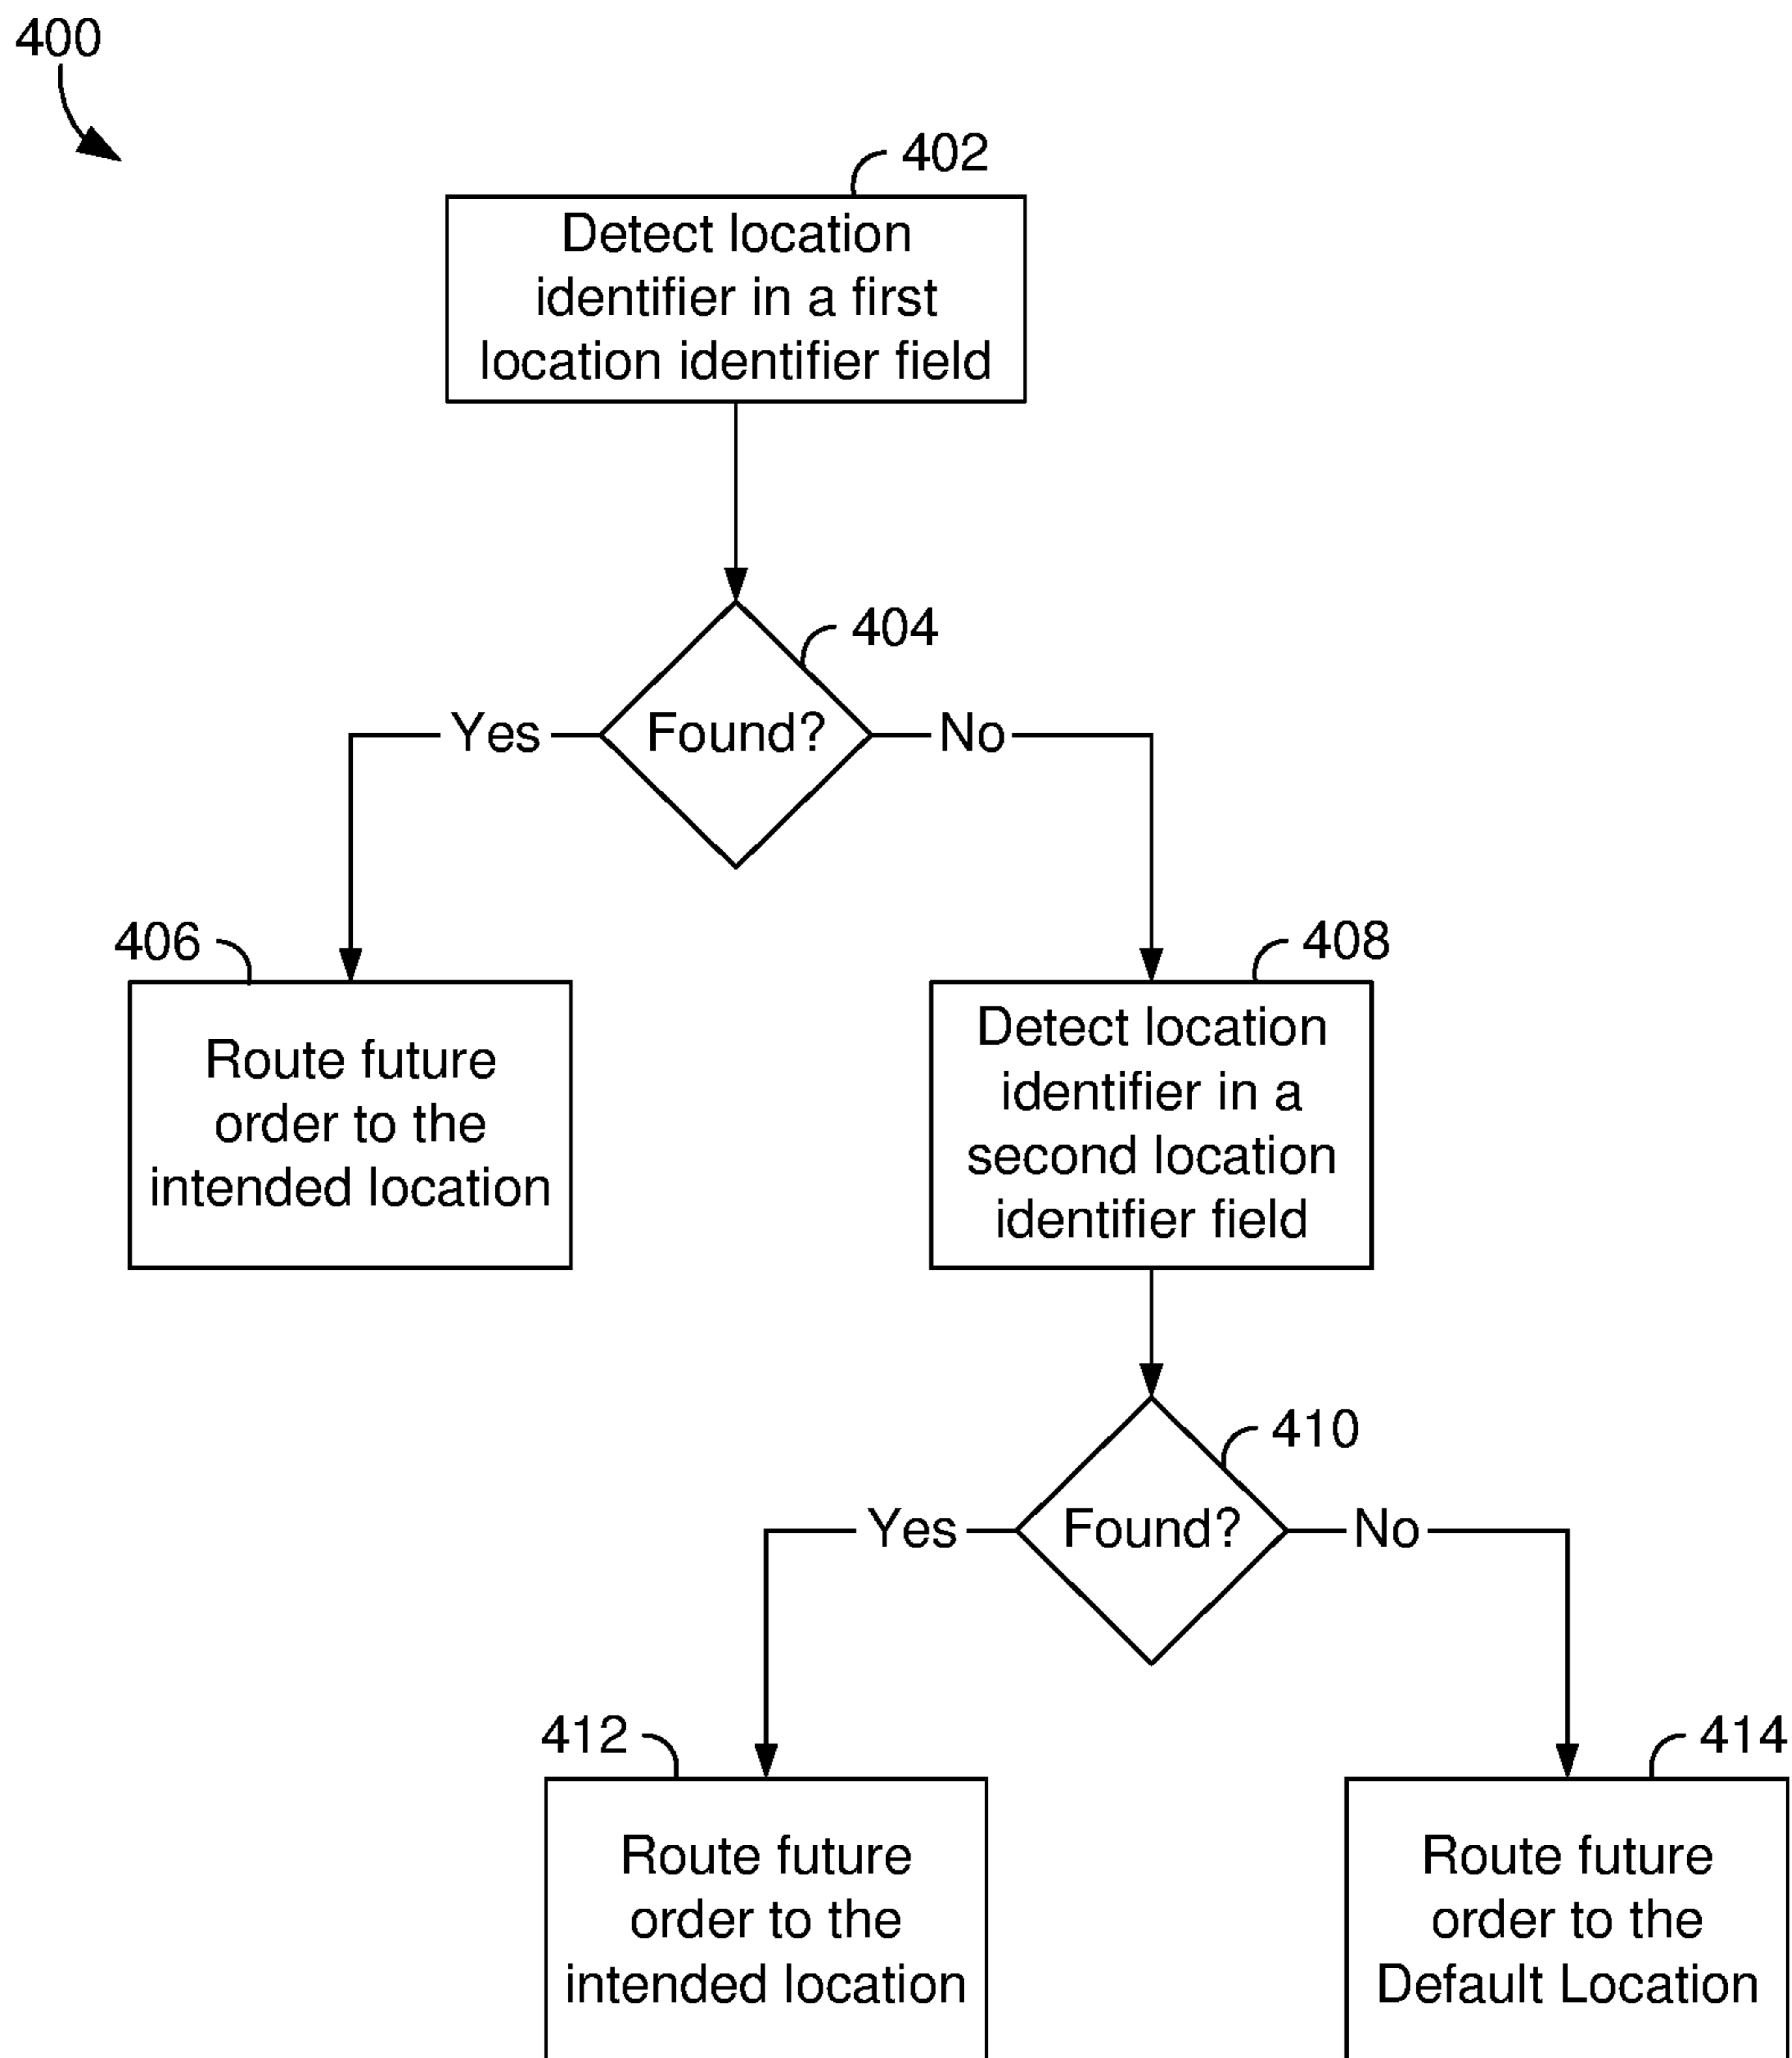 400
402
Detect location
identifier in a first
location identifier field
404
Yes
Found?
No
406
Route future
order to the
intended location
408
Detect location
identifier in a
second location
identifier field
410
Yes
Found?
No
412
Route future
order to the
intended location
414
Route future
order to the
Default Location